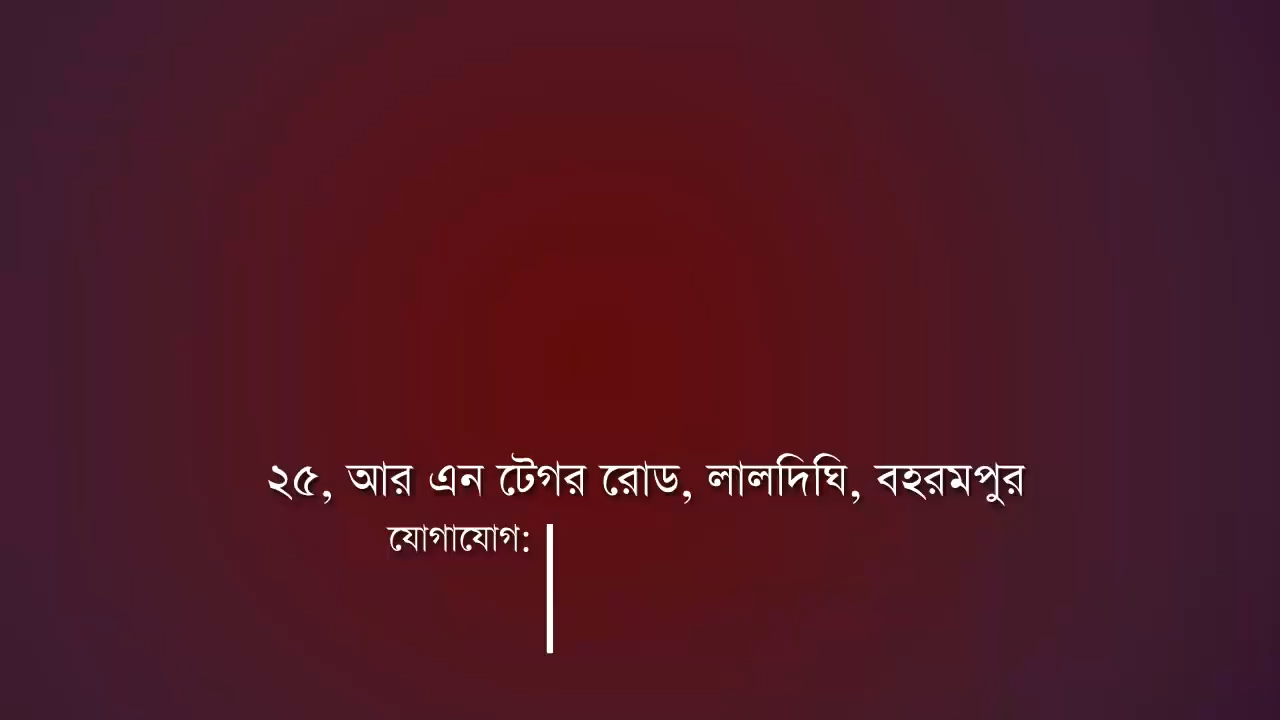 ২৫, আর এন টেগর রোড, লালদিঘি, বহরমপুর
যোগাযোগ: